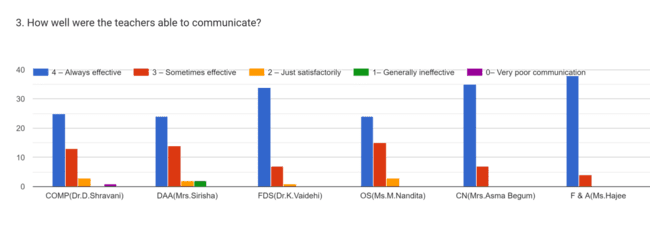 3. How well were the teachers able to communicate?
4 – Always effective 3 – Sometimes effective 2 – Just satisfactorily 1– Generally ineffective 0– Very poor communication
40
30
20
10
0
COMP(Dr.D.Shravani) DAA(Mrs.Sirisha) FDS(Dr.K.Vaidehi) OS(Ms.M.Nandita) CN(Mrs.Asma Begum) F & A(Ms.Hajee